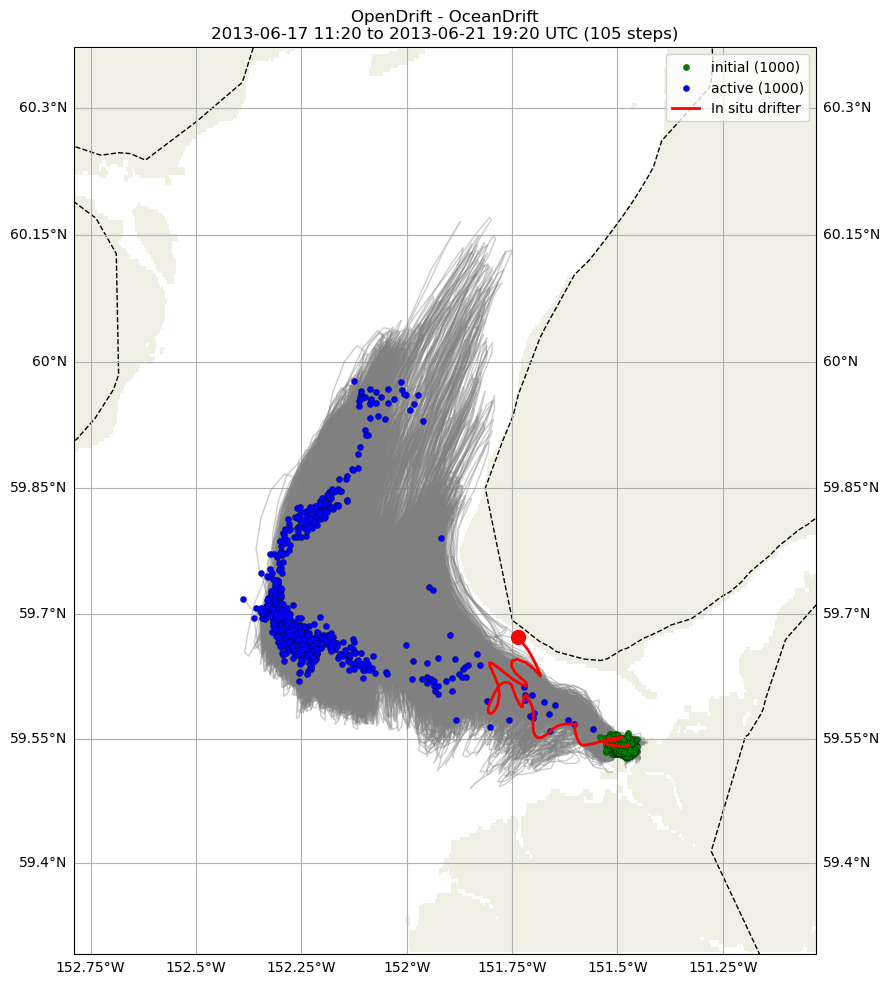 OpenDrift - OceanDrift
2013-06-17 11:20 to 2013-06-21 19:20 UTC (105 steps)
initial (1000)
active (1000)
In situ drifter
60.3°N
60.3°N
60.15°N
60.15°N
60°N
60°N
59.85°N
59.85°N
59.7°N
59.7°N
59.55°N
59.55°N
59.4°N
59.4°N
152.75°W
152.5°W
152.25°W
152°W
151.75°W
151.5°W
151.25°W